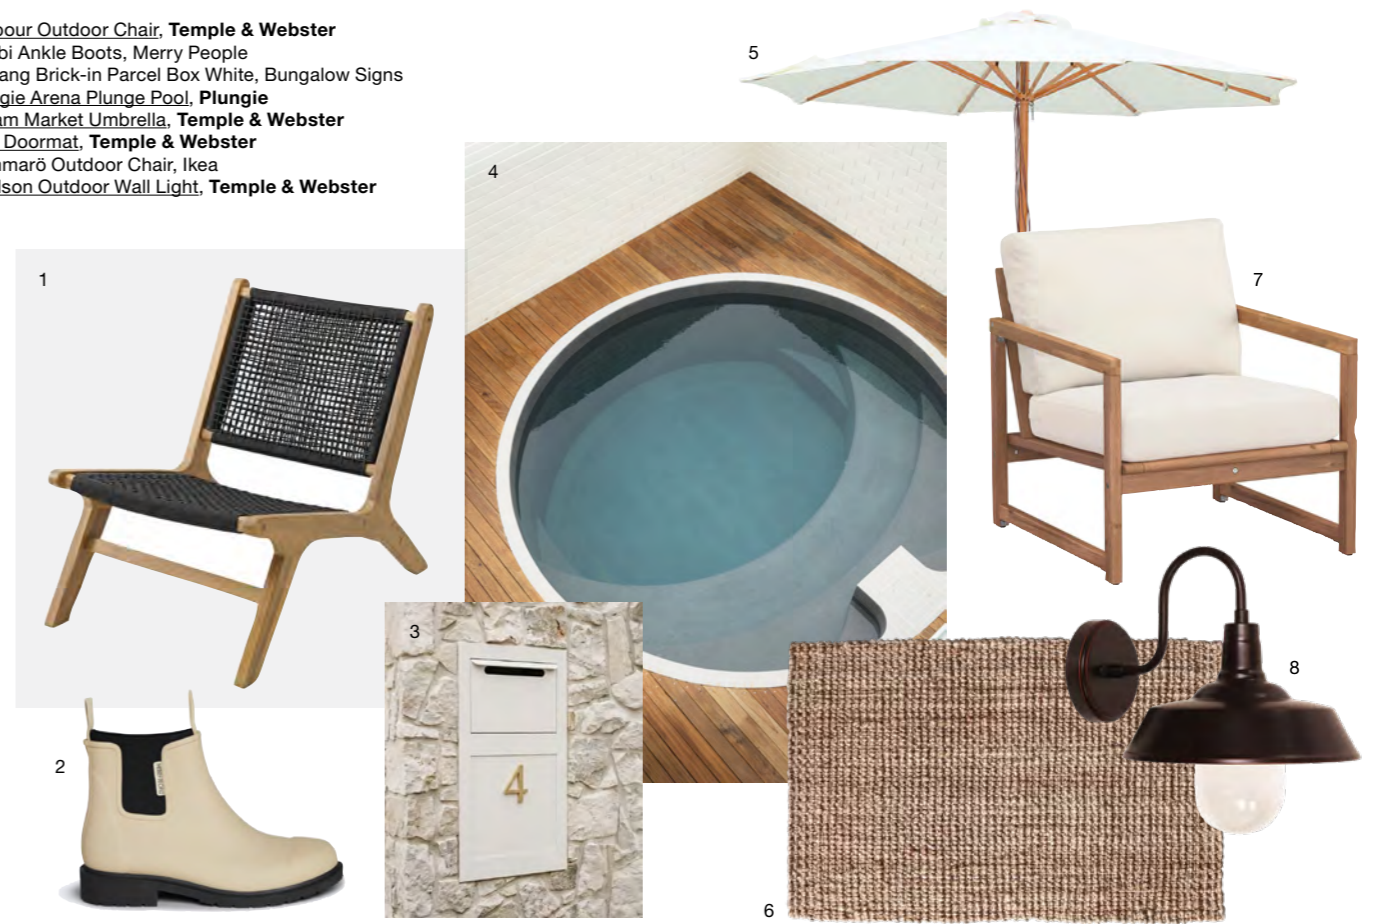 bour Outdoor Chair, Temple & Webster
bi Ankle Boots, Merry People
ang Brick-in Parcel Box White, Bungalow Signs
gie Arena Plunge Pool, Plungie
am Market Umbrella, Temple & Webster
Doormat, Temple & Webster
marö Outdoor Chair, Ikea
lson Outdoor Wall Light, Temple & Webster
5
4
1
7
3
4
8
2
6